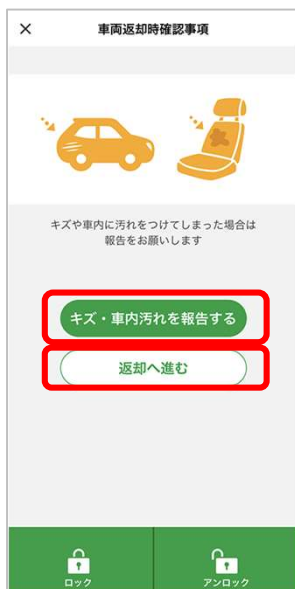 ×
車両返却時確認事項
キズや車内に汚れをつけてしまった場合は
報告をお願いします
キズ・車内汚れを報告する
返却へ進む
ロック
アンロック